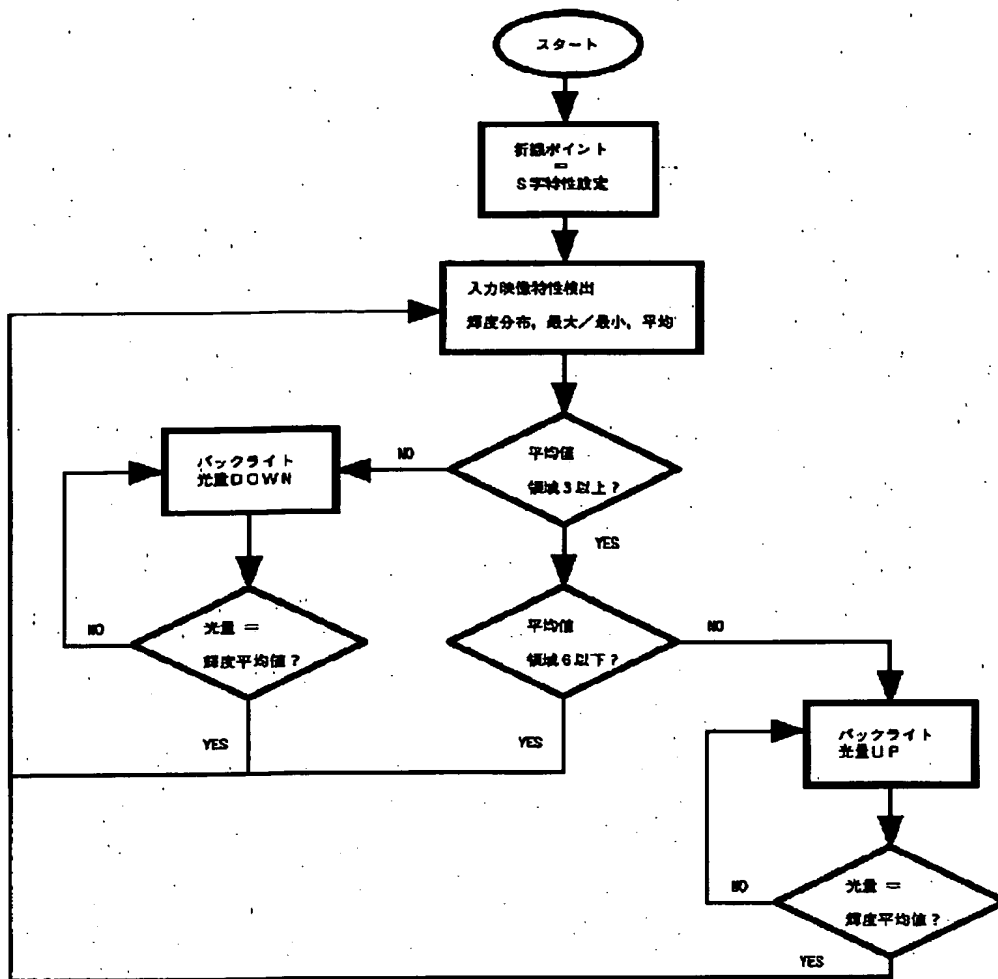 スタート
折線ポイント
=
S字特性設定
入力映像特性検出
輝度分布, 最大/最小, 平均
平均値
領域3以上?
NO
YES
バックライト
光量DOWN
光量 =
輝度平均値?
NO
YES
平均値
領域6以下?
NO
YES
バックライト
光量UP
光量 =
輝度平均値?
NO
YES